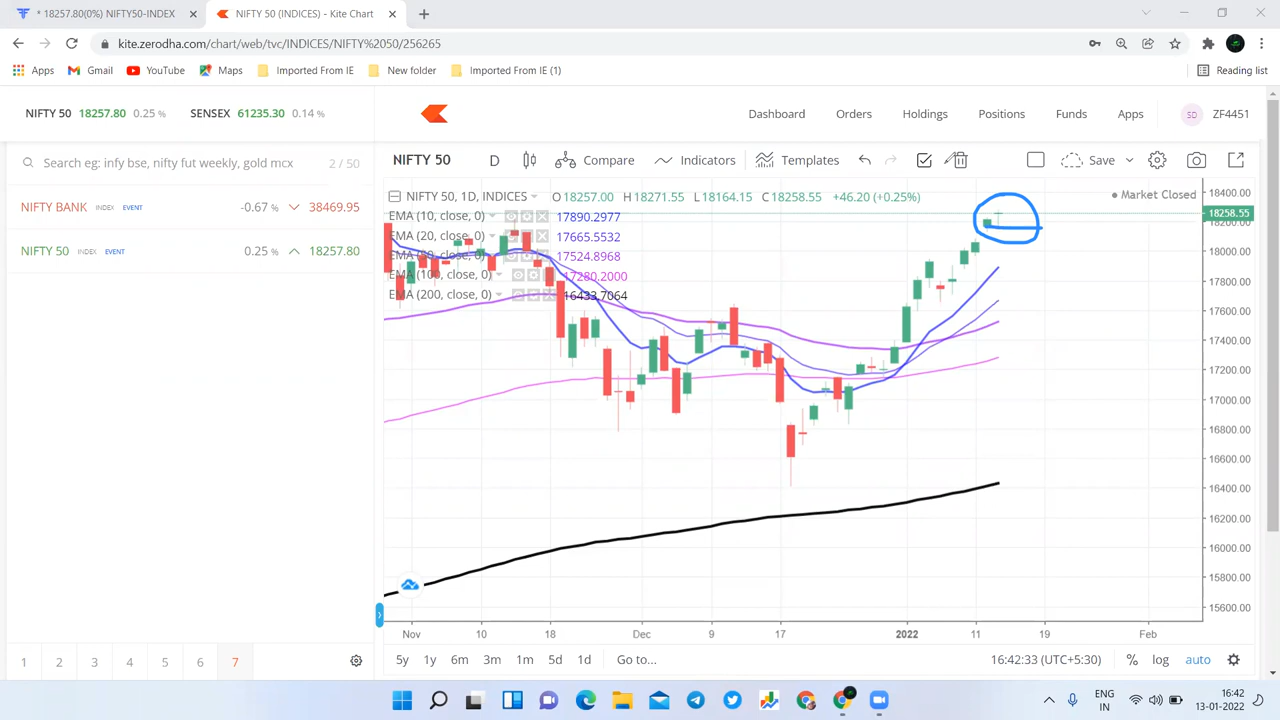 * 18257.80(0%) NIFTY50-INDEX
NIFTY 50 (INDICES) - Kite Chart
kite.zerodha.com/chart/web/tvc/INDICES/NIFTY%2050/256265
Apps
Gmail
YouTube
Maps
Imported From IE
New folder
Imported From IE (1)
Reading list
NIFTY 50 18257.80 0.25 %
SENSEX 61235.30 0.14 %
Dashboard
Orders
Holdings
Positions
Funds
Apps
SD
ZF4451
Search eg: infy bse, nifty fut weekly, gold mcx
2 / 50
NIFTY BANK INDEX EVENT -0.67 % 38469.95
NIFTY 50 INDEX EVENT 0.25 % 18257.80
NIFTY 50
D
Compare
Indicators
Templates
Save
NIFTY 50, 1D, INDICES O18257.00 H18271.55 L18164.15 C18258.55 +46.20 (+0.25%)
Market Closed
EMA (10, close, 0) 17890.2977
EMA (20, close, 0) 17665.5532
EMA (50, close, 0) 17524.8968
EMA (100, close, 0) 17280.2000
EMA (200, close, 0) 16433.7064
18400.00
18258.55
18200.00
18000.00
17800.00
17600.00
17400.00
17200.00
17000.00
16800.00
16600.00
16400.00
16200.00
16000.00
15800.00
15600.00
Nov
10
18
Dec
9
17
2022
11
19
Feb
5y
1y
6m
3m
1m
5d
1d
Go to...
16:42:33 (UTC+5:30)
%
log
auto
1
2
3
4
5
6
7
ENG
IN
16:42
13-01-2022